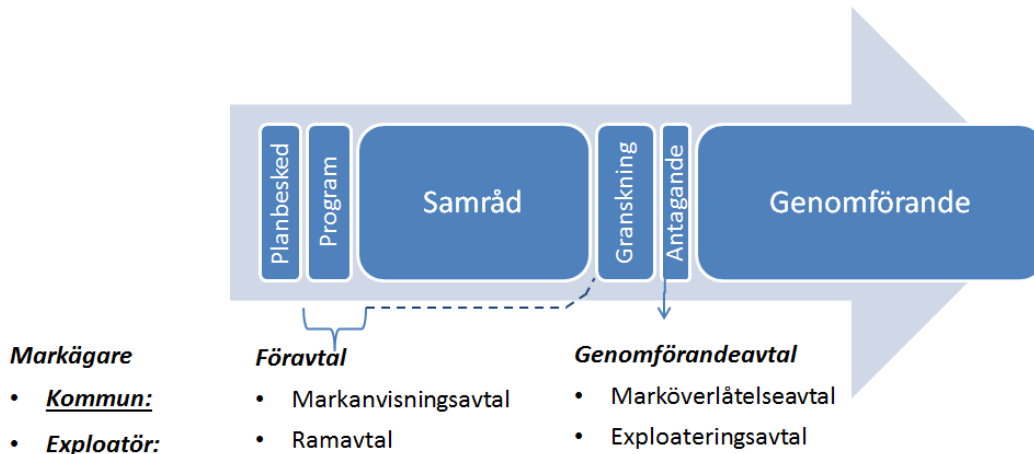 Planbesked
Program
Samråd
Granskning
Antagande
Genomförande
Markägare
• Kommun:
• Exploatör:
Föravtal
• Markanvisningsavtal
• Ramavtal
Genomförandeavtal
• Marköverlåtelseavtal
• Exploateringsavtal